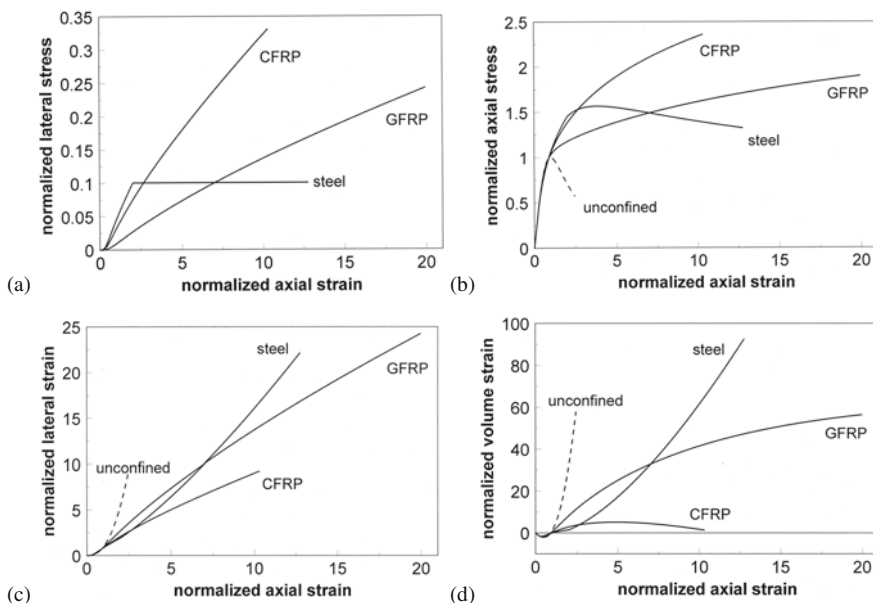 0.35
0.3
0.25
0.2
0.15
0.1
0.05
0
normalized lateral stress
CFRP
GFRP
steel
0 5 10 15 20
normalized axial strain
(a)
2.5
2
1.5
1
0.5
0
normalized axial stress
CFRP
GFRP
steel
unconfined
0 5 10 15 20
normalized axial strain
(b)
25
20
15
10
5
0
normalized lateral strain
steel
GFRP
unconfined
CFRP
0 5 10 15 20
normalized axial strain
(c)
100
80
60
40
20
0
-20
normalized volume strain
steel
unconfined
GFRP
CFRP
0 5 10 15 20
normalized axial strain
(d)